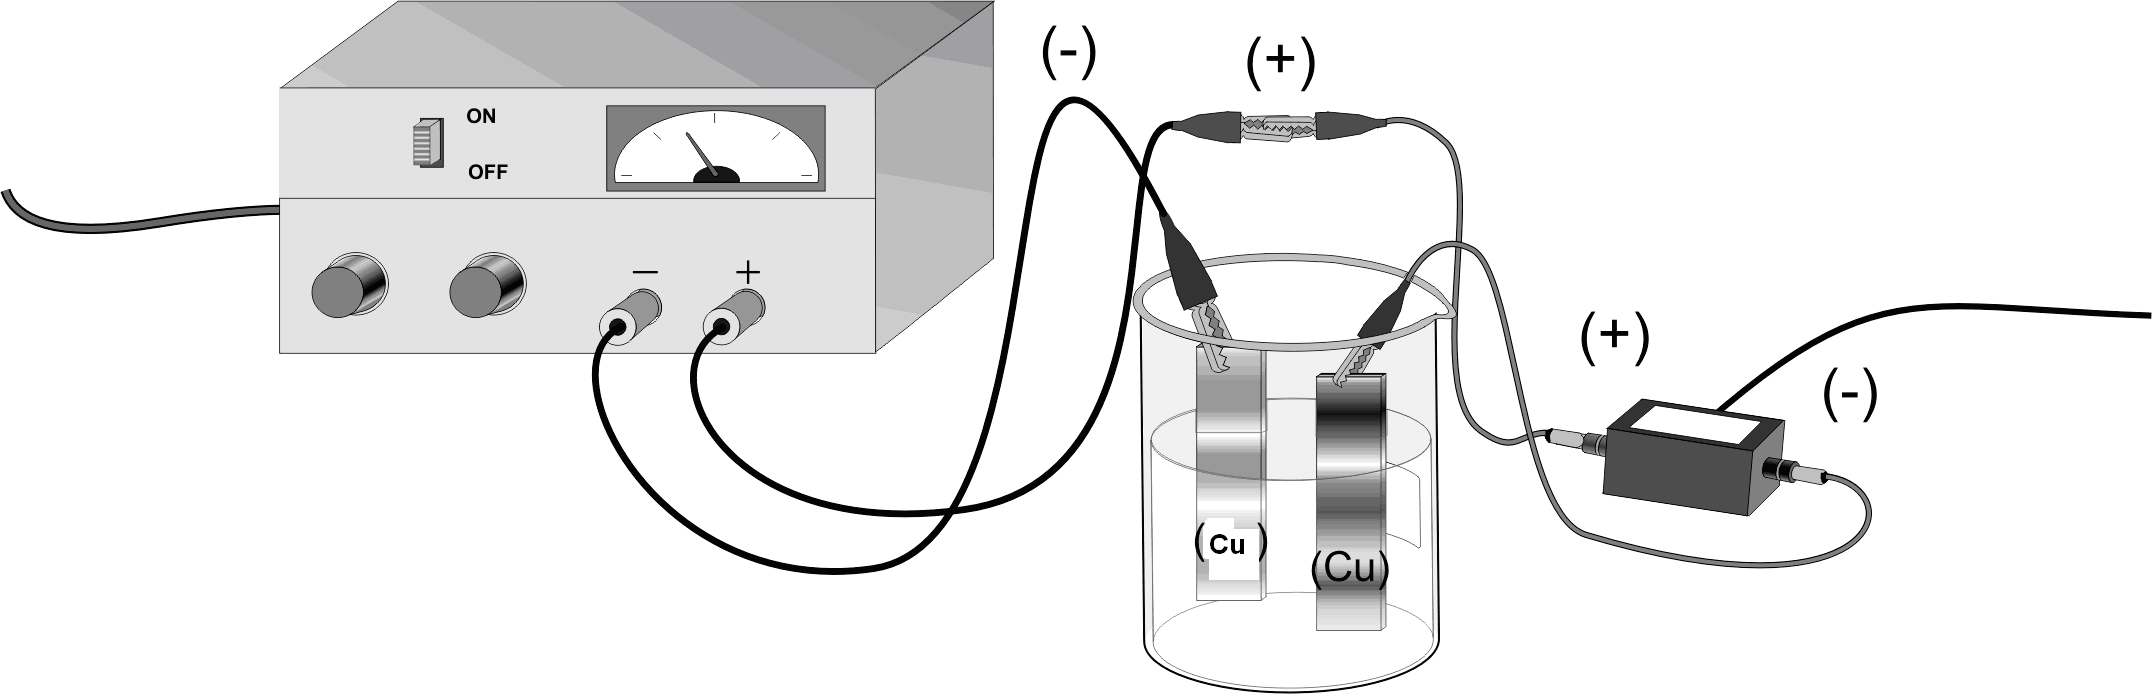 ON
OFF
− +
(-)
(+)
(+)
(-)
(Cu)
(Cu)